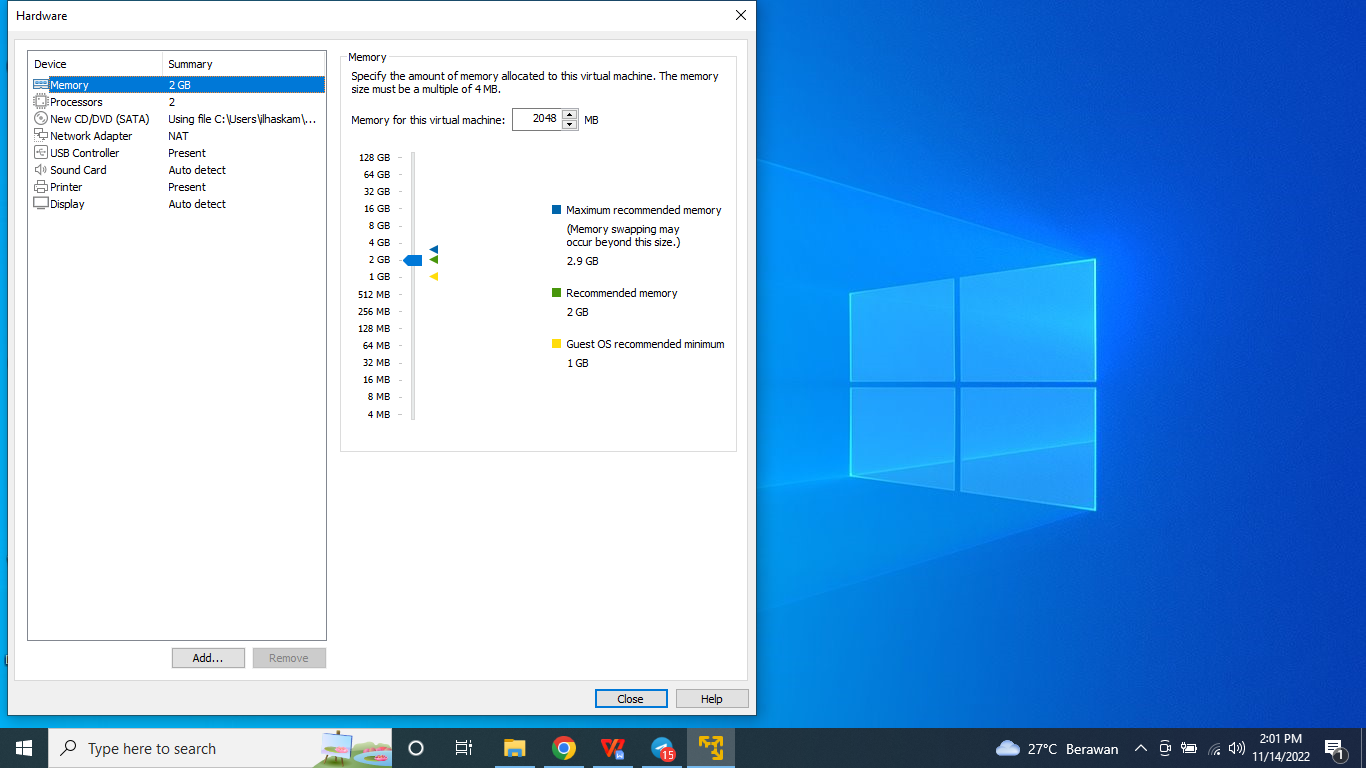 Hardware
Device Summary
Memory 2 GB
Processors 2
New CD/DVD (SATA) Using file C:\Users\ilhaskam\...
Network Adapter NAT
USB Controller Present
Sound Card Auto detect
Printer Present
Display Auto detect
Add...
Remove
Memory
Specify the amount of memory allocated to this virtual machine. The memory
size must be a multiple of 4 MB.
Memory for this virtual machine: 2048 MB
128 GB
64 GB
32 GB
16 GB
8 GB
4 GB
2 GB
1 GB
512 MB
256 MB
128 MB
64 MB
32 MB
16 MB
8 MB
4 MB
Maximum recommended memory
(Memory swapping may
occur beyond this size.)
2.9 GB
Recommended memory
2 GB
Guest OS recommended minimum
1 GB
Close
Help
Type here to search
15
27°C Berawan
2:01 PM
11/14/2022
1